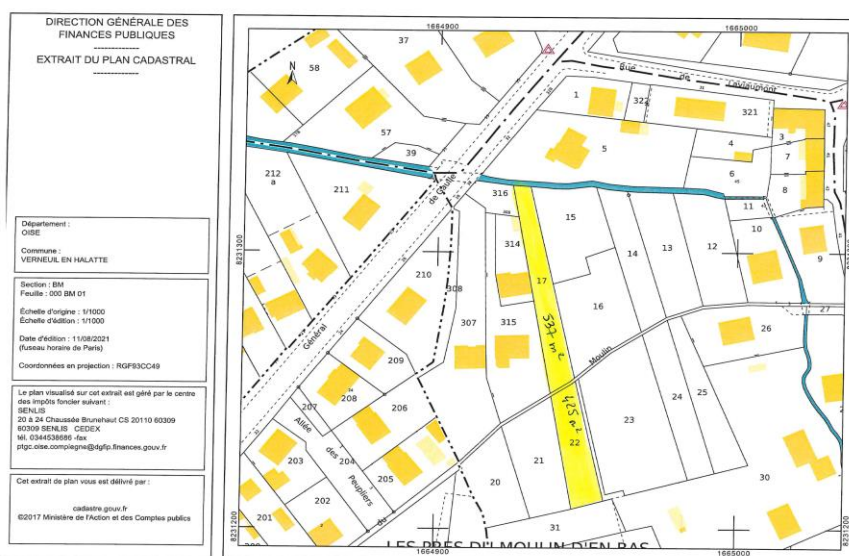 DIRECTION GÉNÉRALE DES
FINANCES PUBLIQUES
-------------
EXTRAIT DU PLAN CADASTRAL
-------------
Département :
OISE
Commune :
VERNEUIL EN HALATTE
Section : BM
Feuille : 000 BM 01
Échelle d'origine : 1/1000
Échelle d'édition : 1/1000
Date d'édition : 11/08/2021
(fuseau horaire de Paris)
Coordonnées en projection : RGF93CC49
Le plan visualisé sur cet extrait est géré par le centre
des impôts foncier suivant :
SENLIS
20 à 24 Chaussée Brunehaut CS 20110 60309
60309 SENLIS CEDEX
tél. 0344538686 -fax
ptgc.oise.compiegne@dgfip.finances.gouv.fr
Cet extrait de plan vous est délivré par :
cadastre.gouv.fr
©2017 Ministère de l'Action et des Comptes publics
1664900
1665000
37
58
Rue de Laviaumont
N
1
322
321
57
5
4
3
39
7
6
212
a
211
de Gaulle
316
8
15
11
10
8231300
314
17
14
13
12
9
210
308
16
27
537 m²
Général
307
315
Moulin
26
209
207
208
425 m²
206
24
25
Allée des Peupliers
23
22
203
204
21
205
20
30
202
du
201
31
8231200
LES PRES DU MOULIN D'EN BAS
1664900
1665000